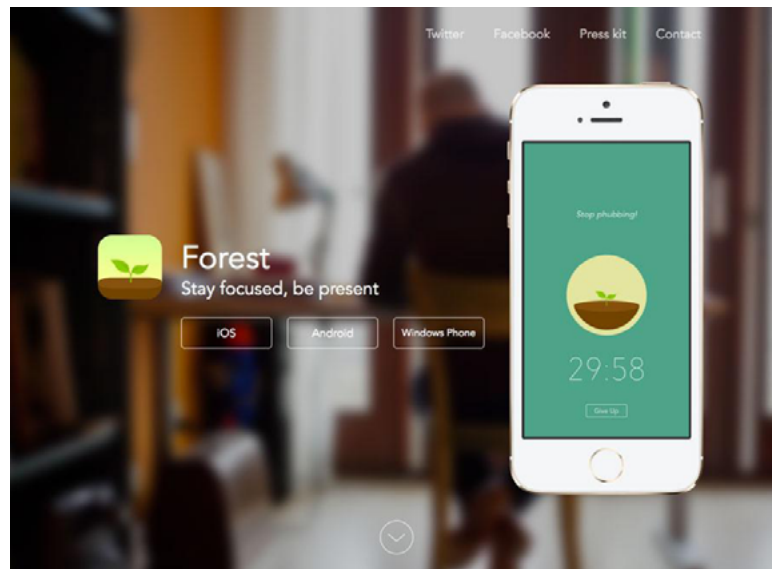 Twitter Facebook Press kit Contact
Stop phubbing!
Forest
Stay focused, be present
iOS Android Windows Phone
29:58
Give Up